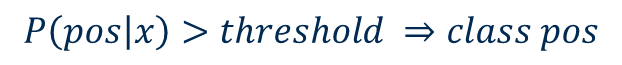 P(pos|x) > threshold ⇒ class pos